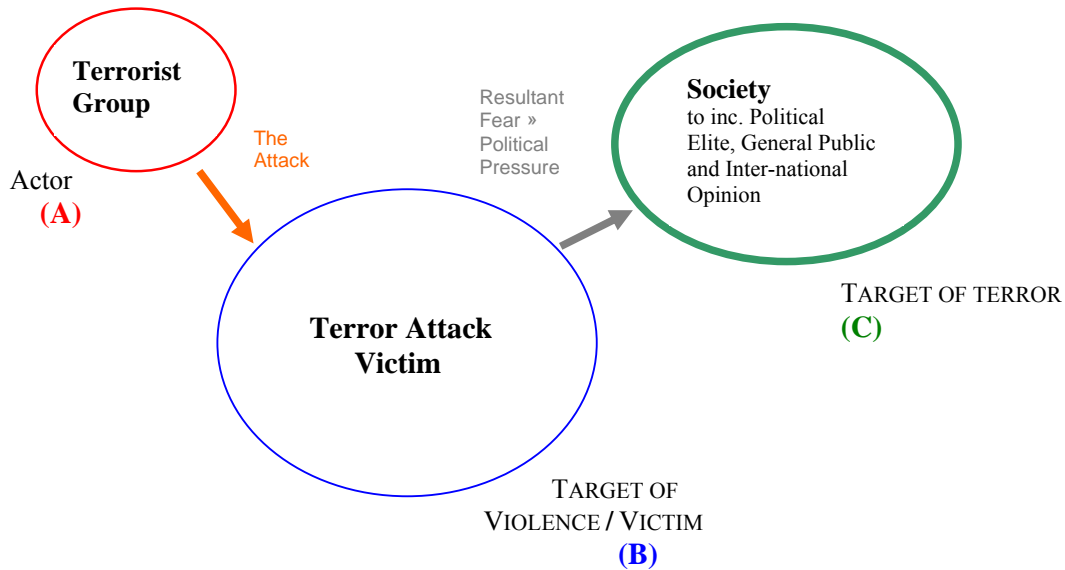 Terrorist
Group
Actor
(A)
The
Attack
Terror Attack
Victim
TARGET OF
VIOLENCE / VICTIM
(B)
Resultant
Fear »
Political
Pressure
Society
to inc. Political
Elite, General Public
and Inter-national
Opinion
TARGET OF TERROR
(C)